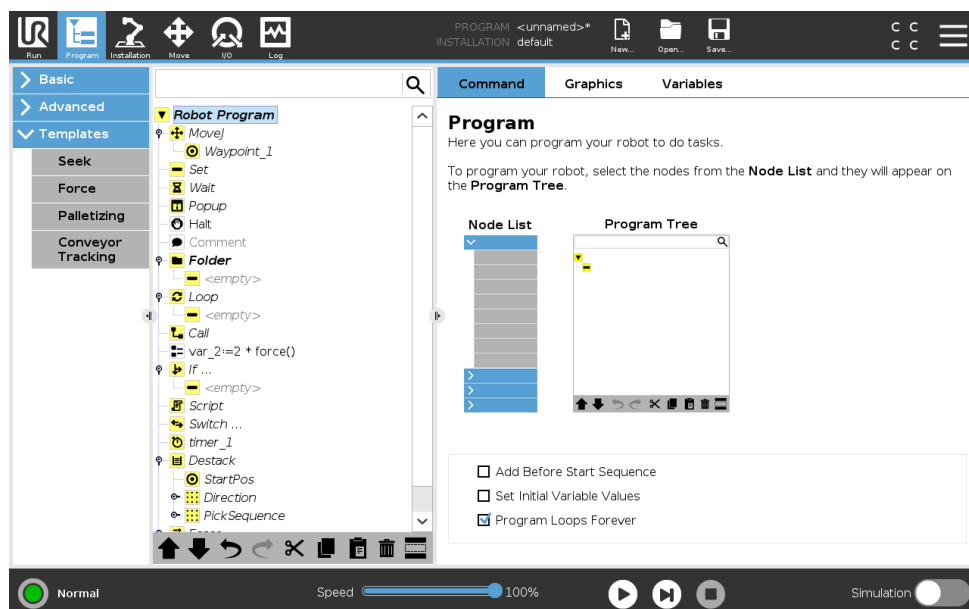 UR
PROGRAM <unnamed>*
INSTALLATION default
Run
Program
Installation
Move
I/O
Log
New...
Open...
Save...
C C
C C
Basic
Advanced
Templates
Seek
Force
Palletizing
Conveyor
Tracking
Robot Program
MoveJ
Waypoint_1
Set
Wait
Popup
Halt
Comment
Folder
<empty>
Loop
<empty>
Call
var_2:=2 * force()
If ...
<empty>
Script
Switch ...
timer_1
Destack
StartPos
Direction
PickSequence
Force
Command
Graphics
Variables
Program
Here you can program your robot to do tasks.
To program your robot, select the nodes from the Node List and they will appear on
the Program Tree.
Node List
Program Tree
Add Before Start Sequence
Set Initial Variable Values
Program Loops Forever
Normal
Speed
100%
Simulation